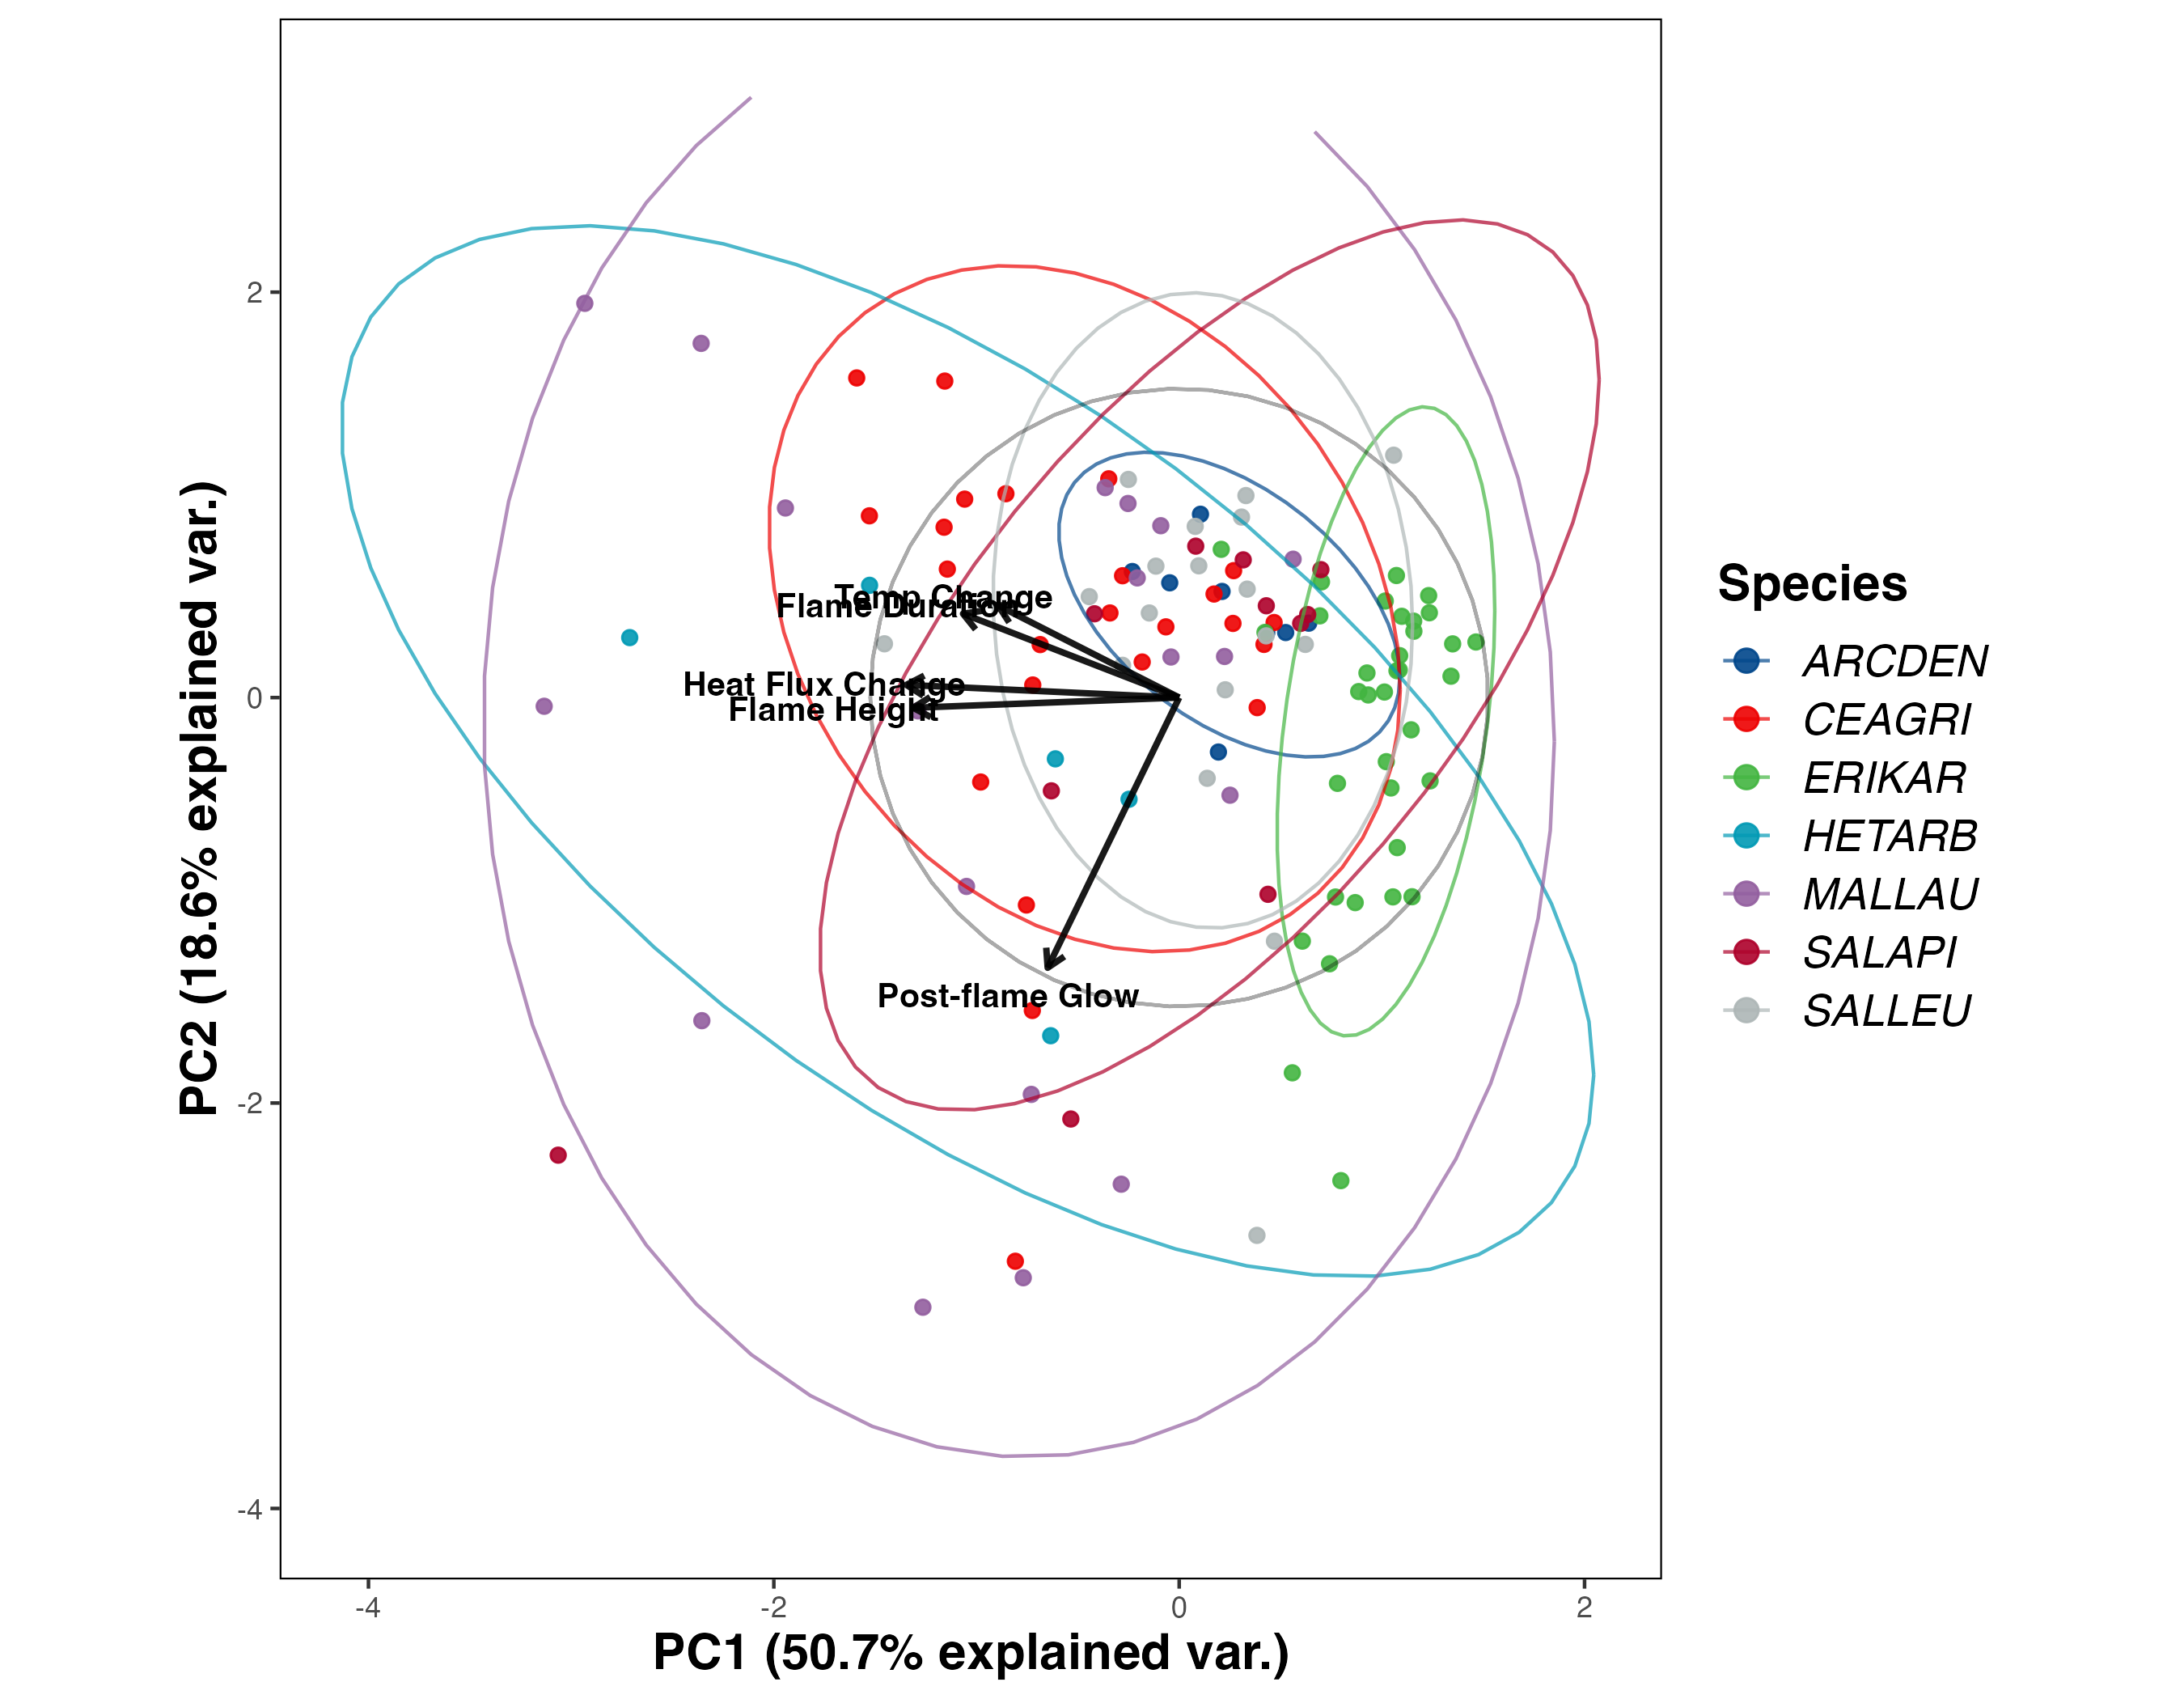 PC2 (18.6% explained var.)
2
0
-2
-4
Temp Change
Flame Duration
Heat Flux Change
Flame Height
Post-flame Glow
-4
-2
0
2
PC1 (50.7% explained var.)
Species
ARCDEN
CEAGRI
ERIKAR
HETARB
MALLAU
SALAPI
SALLEU